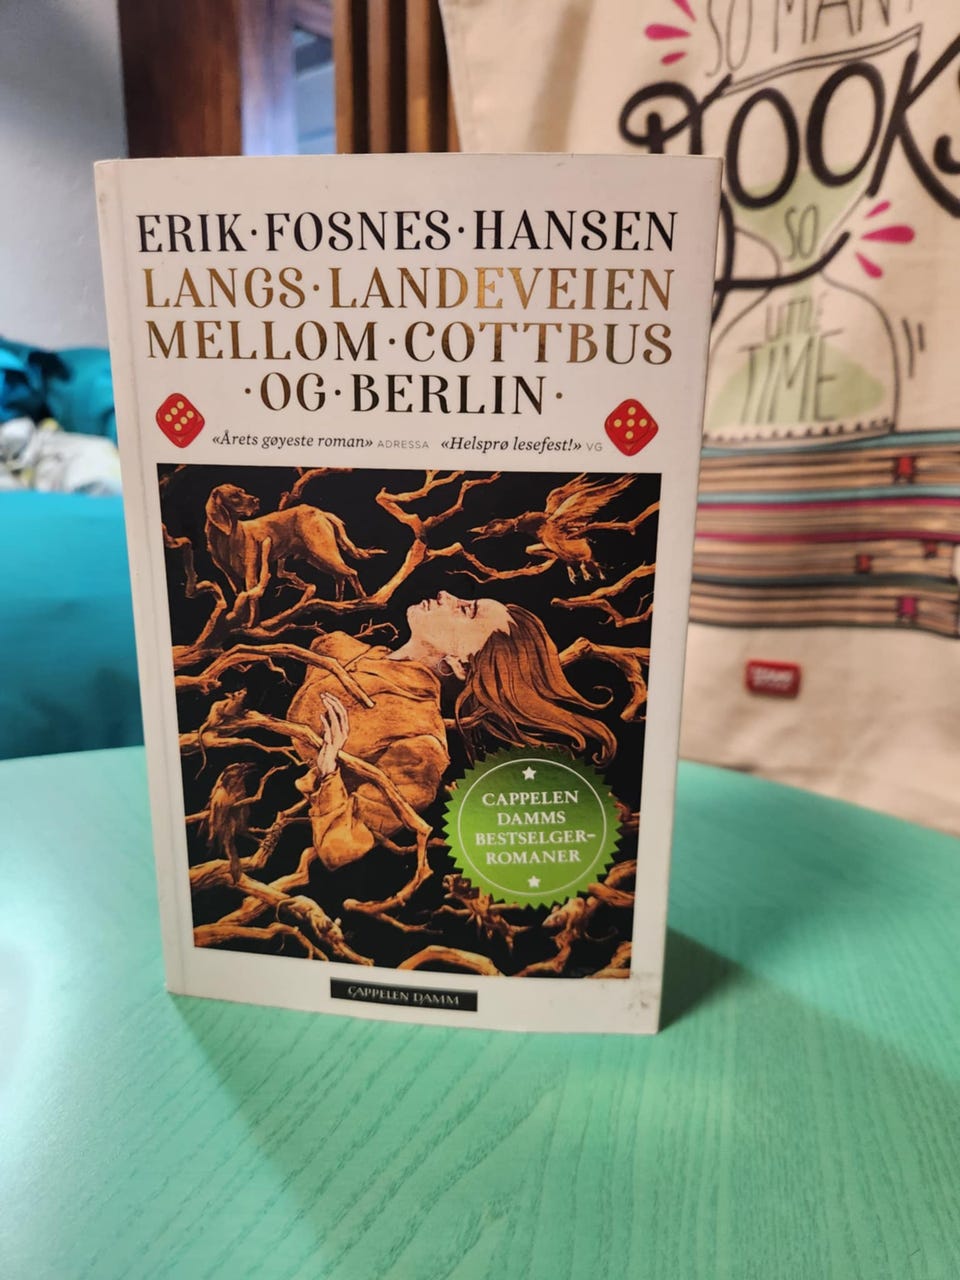 ERIK·FOSNES·HANSEN
LANGS·LANDEVEIEN
MELLOM·COTTBUS
·OG·BERLIN·
«Årets gøyeste roman» ADRESSA «Helsprø lesefest!» VG
CAPPELEN
DAMMS
BESTSELGER-
ROMANER
CAPPELEN DAMM
SO MANY
BOOKS
SO
LITTLE
TIME